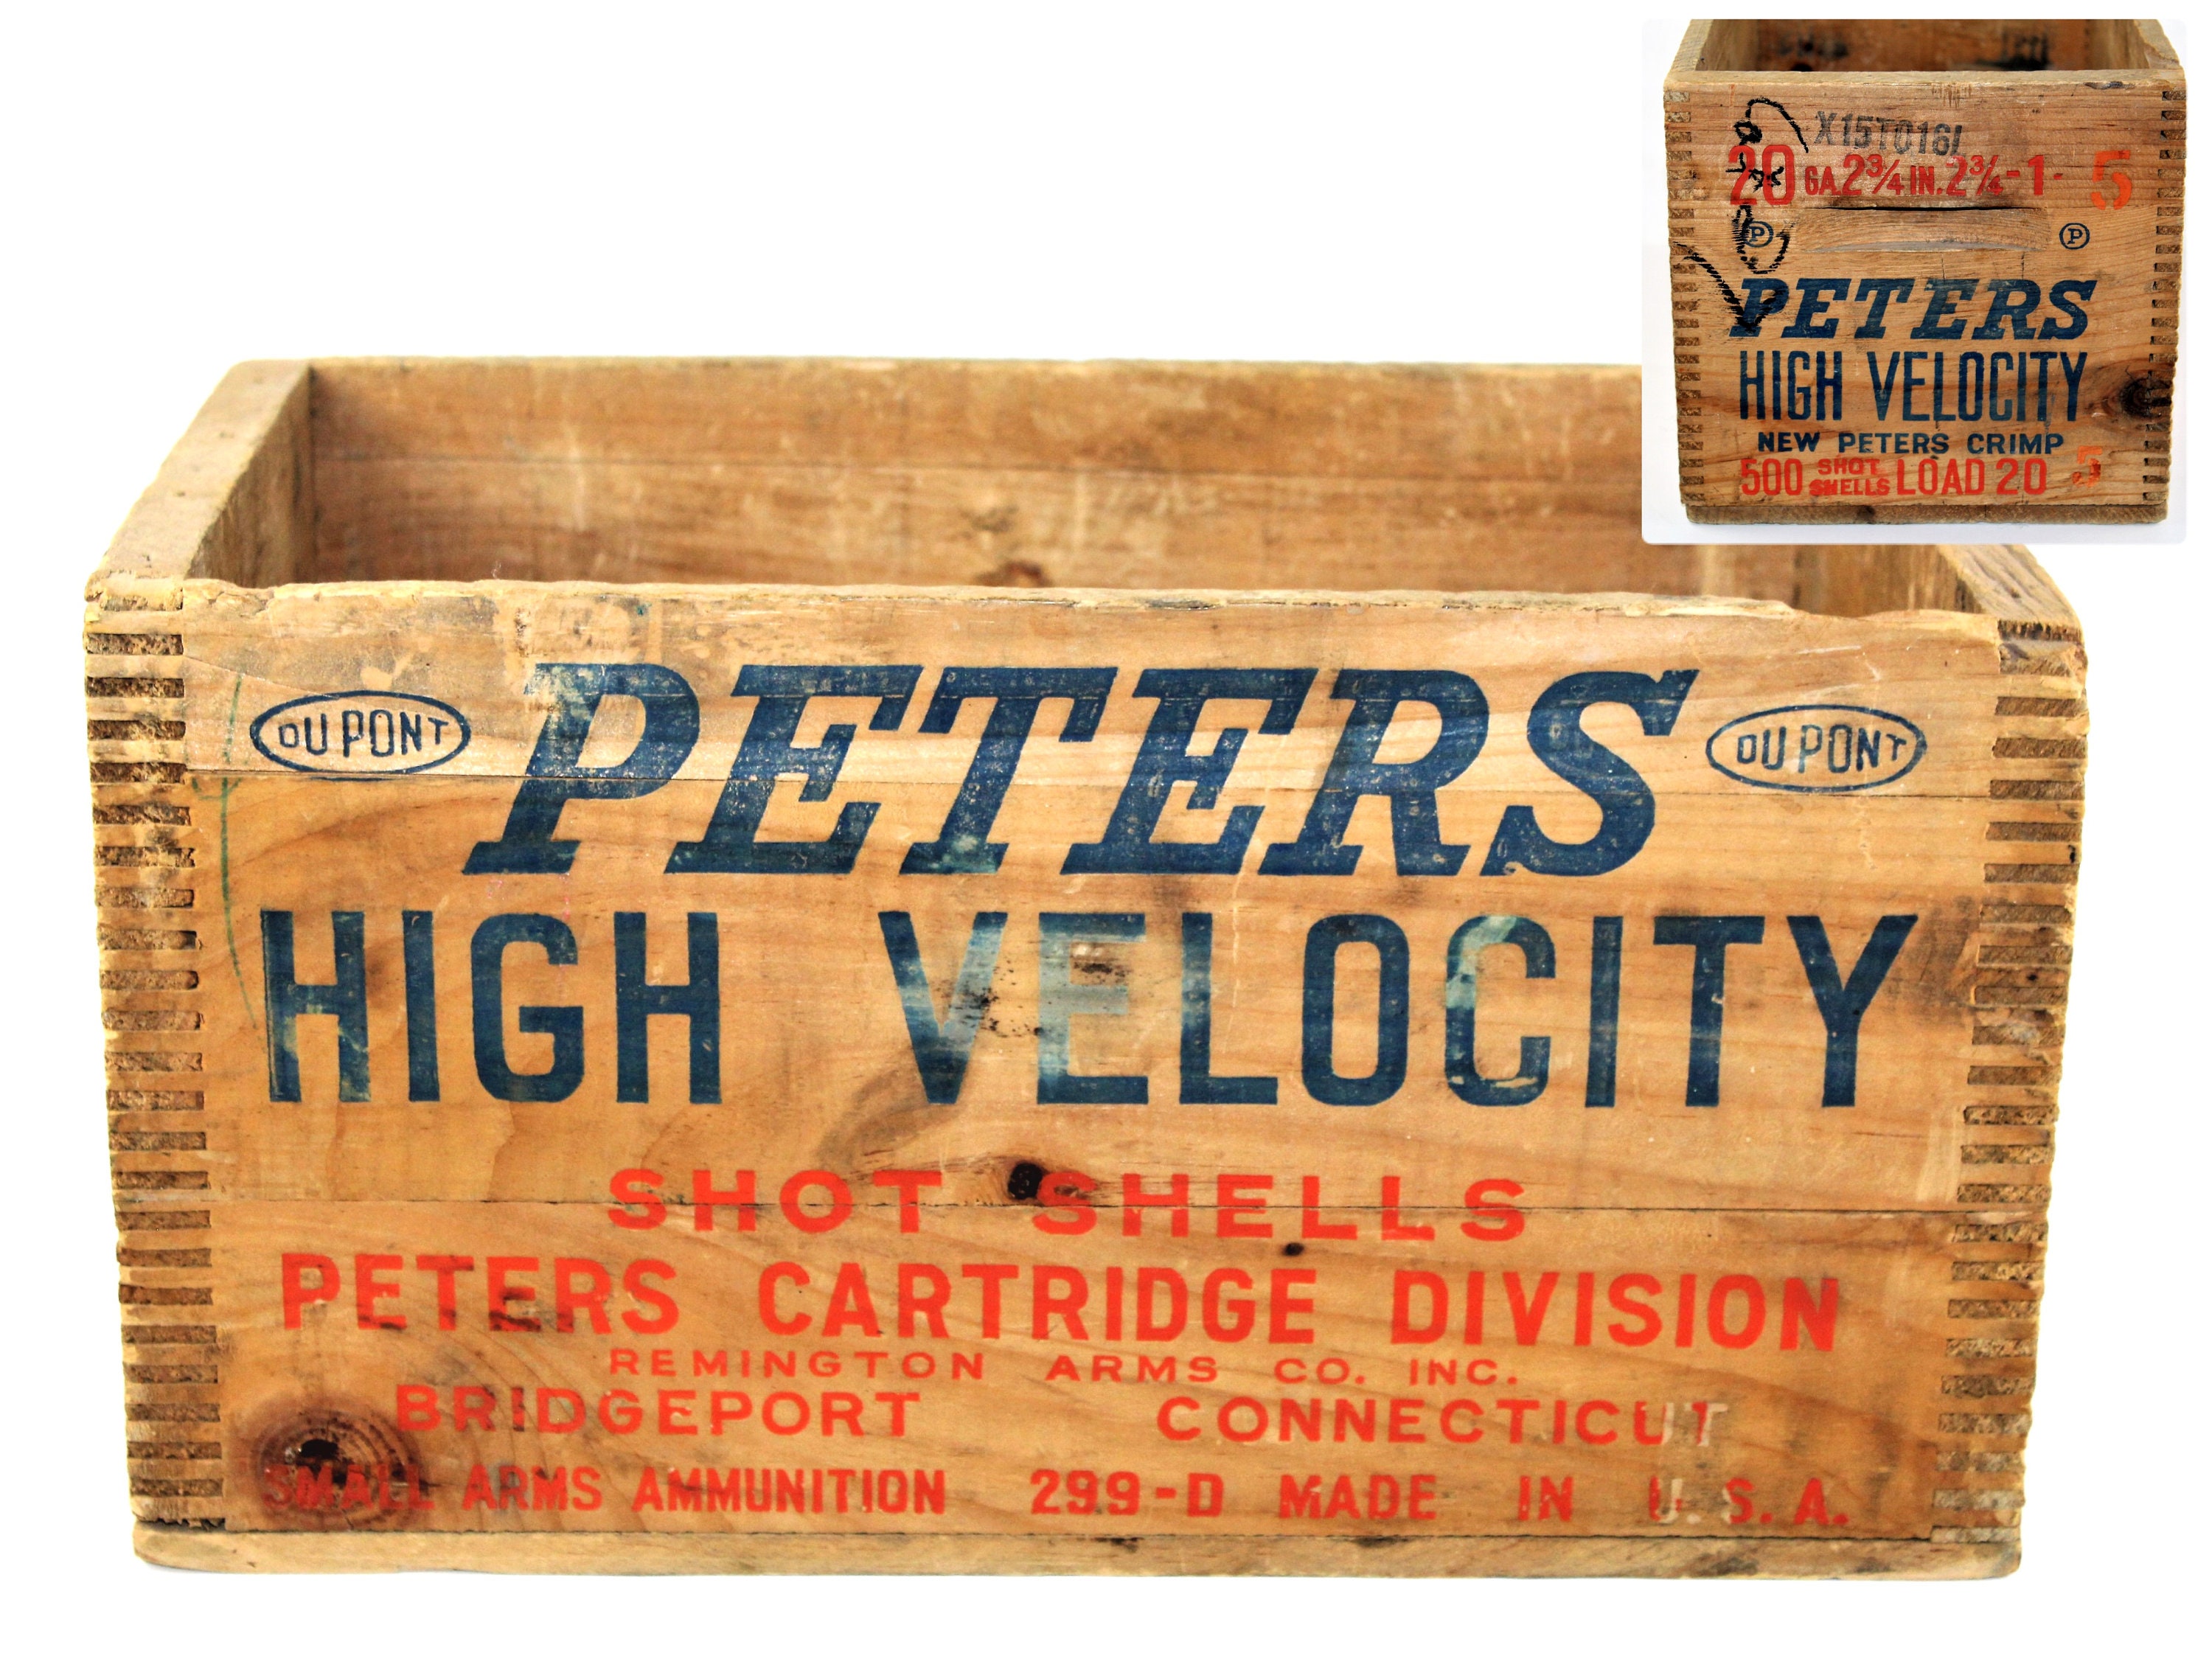 DU PONT PETERS DU PONT
HIGH VELOCITY
SHOT SHELLS
PETERS CARTRIDGE DIVISION
REMINGTON ARMS CO. INC.
BRIDGEPORT CONNECTICUT
SMALL ARMS AMMUNITION 299-D MADE IN U.S.A.
X15T016L
20 GA. 2¾ IN. 2¾-1- 5
P P
PETERS
HIGH VELOCITY
NEW PETERS CRIMP
500 SHOT SHELLS LOAD 20 5